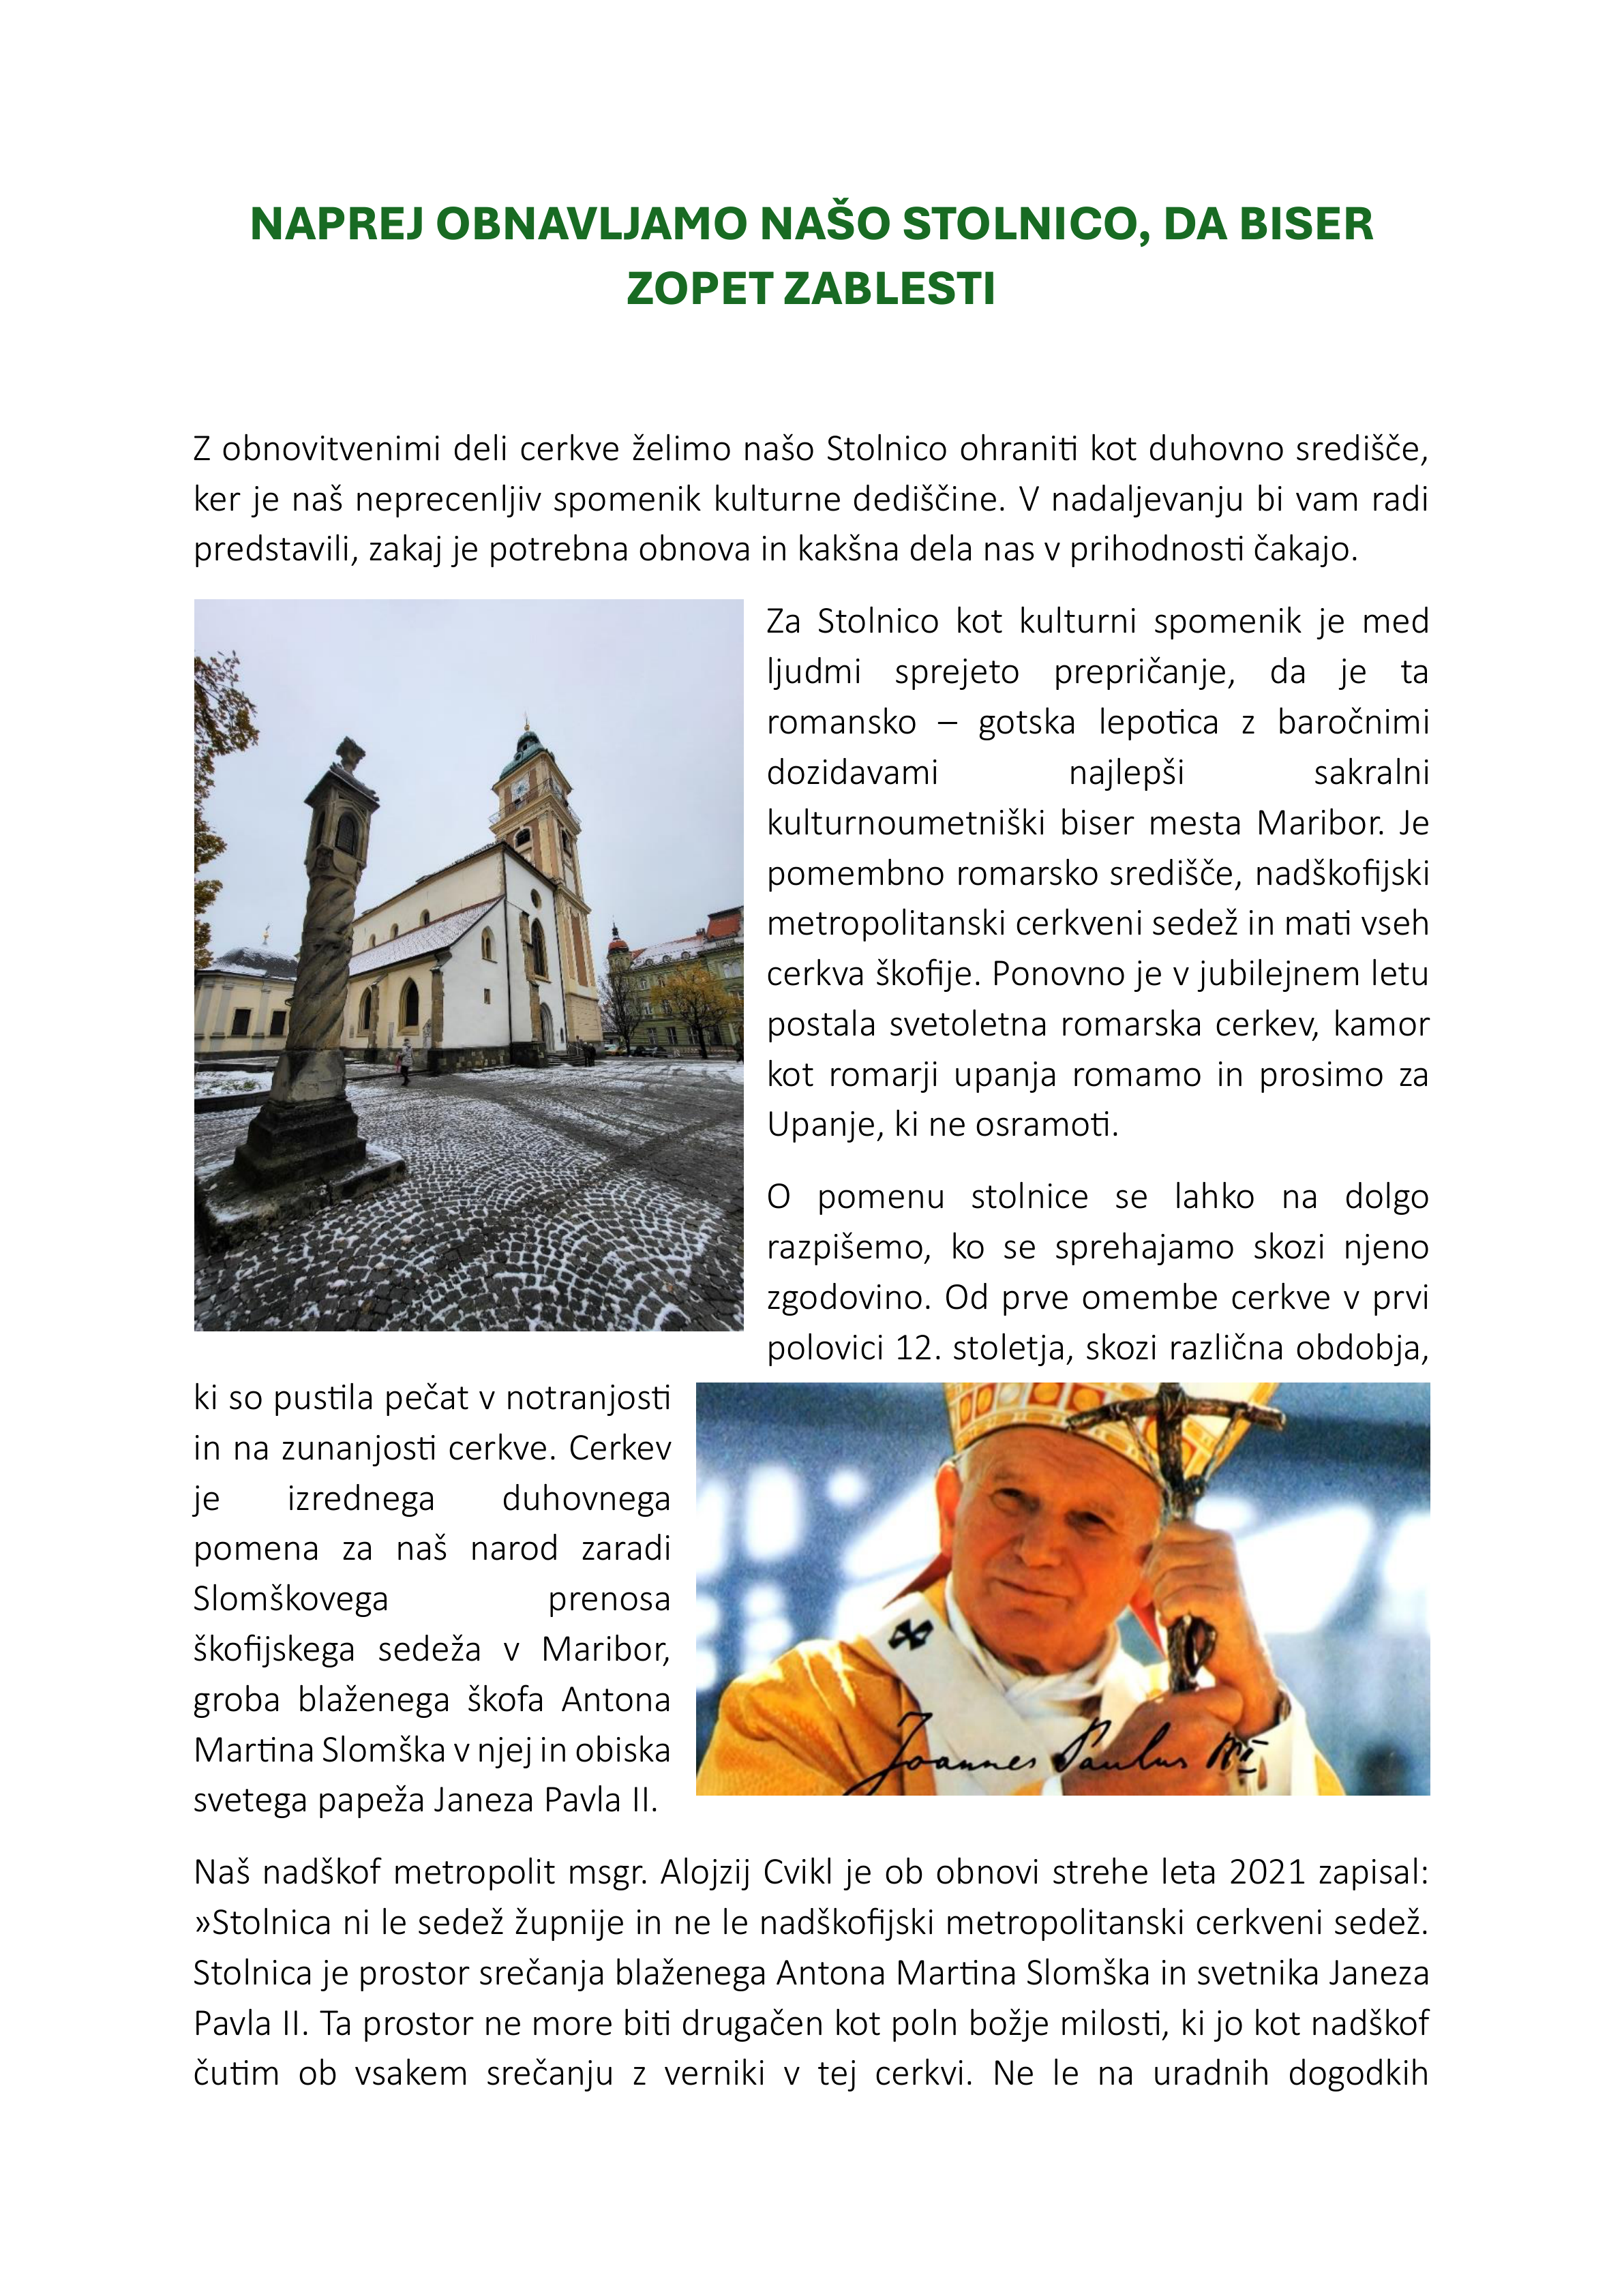 NAPREJ OBNAVLJAMO NAŠO STOLNICO, DA BISER
ZOPET ZABLESTI
Z obnovitvenimi deli cerkve želimo našo Stolnico ohraniti kot duhovno središče,
ker je naš neprecenljiv spomenik kulturne dediščine. V nadaljevanju bi vam radi
predstavili, zakaj je potrebna obnova in kakšna dela nas v prihodnosti čakajo.
Za Stolnico kot kulturni spomenik je med
ljudmi sprejeto prepričanje, da je ta
romansko – gotska lepotica z baročnimi
dozidavami najlepši sakralni
kulturnoumetniški biser mesta Maribor. Je
pomembno romarsko središče, nadškofijski
metropolitanski cerkveni sedež in mati vseh
cerkva škofije. Ponovno je v jubilejnem letu
postala svetoletna romarska cerkev, kamor
kot romarji upanja romamo in prosimo za
Upanje, ki ne osramoti.
O pomenu stolnice se lahko na dolgo
razpišemo, ko se sprehajamo skozi njeno
zgodovino. Od prve omembe cerkve v prvi
polovici 12. stoletja, skozi različna obdobja,
ki so pustila pečat v notranjosti
in na zunanjosti cerkve. Cerkev
je izrednega duhovnega
pomena za naš narod zaradi
Slomškovega prenosa
škofijskega sedeža v Maribor,
groba blaženega škofa Antona
Martina Slomška v njej in obiska
svetega papeža Janeza Pavla II.
Joannes Paulus II
Naš nadškof metropolit msgr. Alojzij Cvikl je ob obnovi strehe leta 2021 zapisal:
»Stolnica ni le sedež župnije in ne le nadškofijski metropolitanski cerkveni sedež.
Stolnica je prostor srečanja blaženega Antona Martina Slomška in svetnika Janeza
Pavla II. Ta prostor ne more biti drugačen kot poln božje milosti, ki jo kot nadškof
čutim ob vsakem srečanju z verniki v tej cerkvi. Ne le na uradnih dogodkih